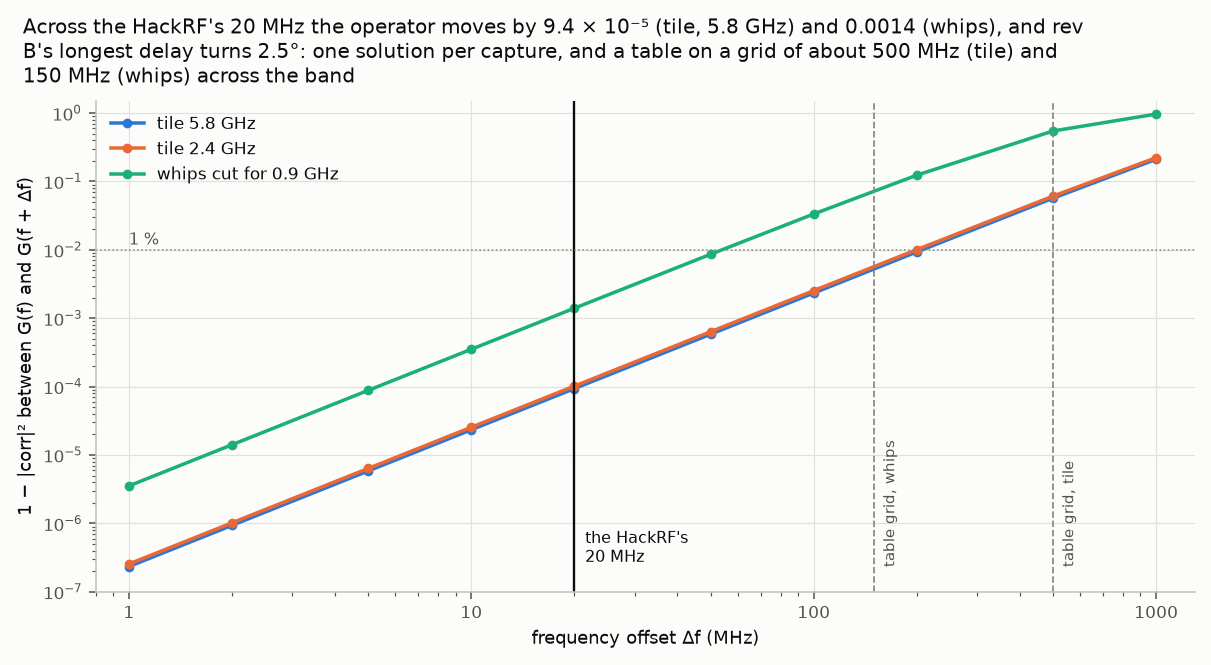 Across the HackRF's 20 MHz the operator moves by 9.4 × 10⁻⁵ (tile, 5.8 GHz) and 0.0014 (whips), and rev
B's longest delay turns 2.5°: one solution per capture, and a table on a grid of about 500 MHz (tile) and
150 MHz (whips) across the band
tile 5.8 GHz
tile 2.4 GHz
whips cut for 0.9 GHz
1 − |corr|² between G(f) and G(f + Δf)
10⁰
10⁻¹
10⁻²
10⁻³
10⁻⁴
10⁻⁵
10⁻⁶
10⁻⁷
1 %
the HackRF's
20 MHz
table grid, whips
table grid, tile
1
10
100
1000
frequency offset Δf (MHz)